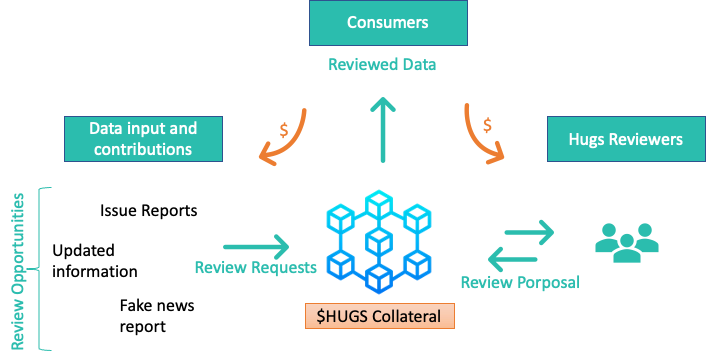 Consumers
Reviewed Data
$
$
Data input and
contributions
Hugs Reviewers
Review Opportunities
Issue Reports
Updated
information
Fake news
report
Review Requests
$HUGS Collateral
Review Porposal